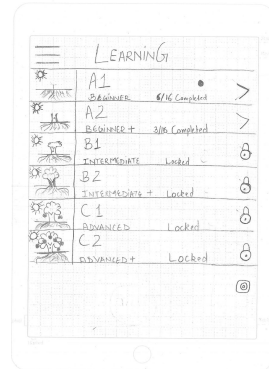 LEARNING
A1
BEGINNER 6/16 Completed
A2
BEGINNER + 3/16 Completed
B1
INTERMEDIATE Locked
B2
INTERMEDIATE + Locked
C1
ADVANCED Locked
C2
ADVANCED + Locked